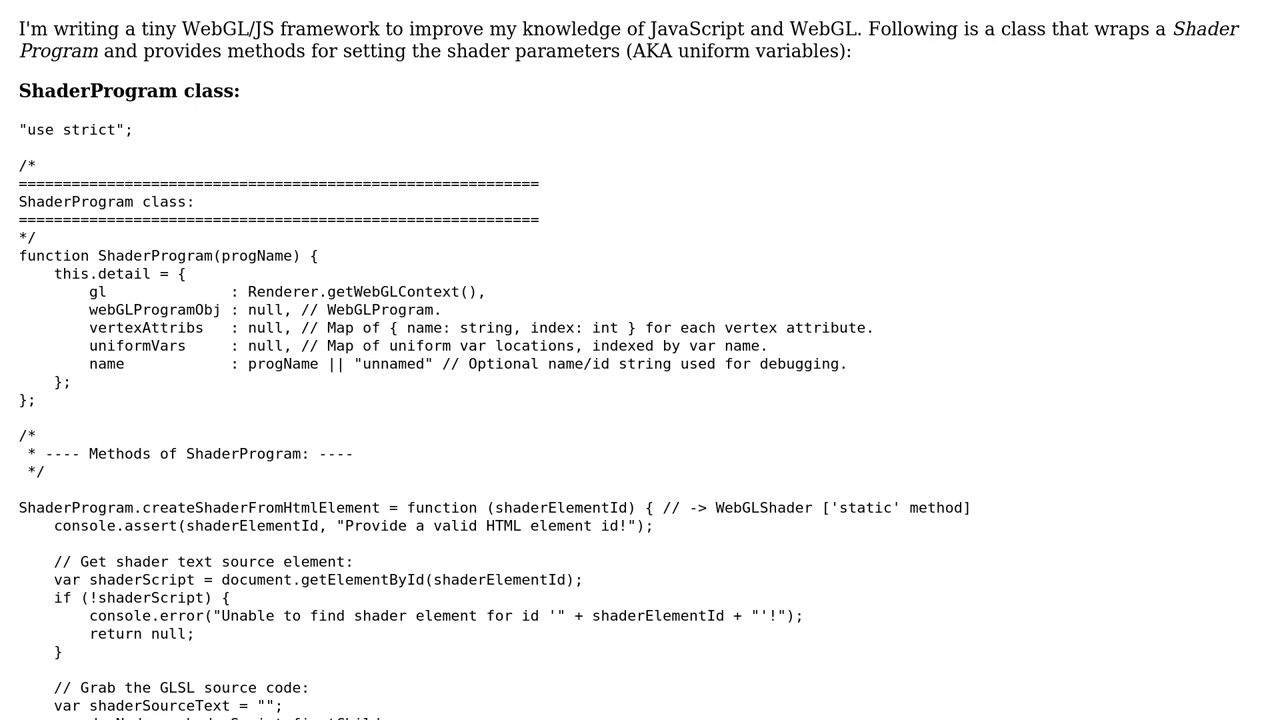 I'm writing a tiny WebGL/JS framework to improve my knowledge of JavaScript and WebGL. Following is a class that wraps a Shader
Program and provides methods for setting the shader parameters (AKA uniform variables):
ShaderProgram class:
"use strict";
/*
===========================================================
ShaderProgram class:
===========================================================
*/
function ShaderProgram(progName) {
    this.detail = {
        gl              : Renderer.getWebGLContext(),
        webGLProgramObj : null, // WebGLProgram.
        vertexAttribs   : null, // Map of { name: string, index: int } for each vertex attribute.
        uniformVars     : null, // Map of uniform var locations, indexed by var name.
        name            : progName || "unnamed" // Optional name/id string used for debugging.
    };
};
/*
 * ---- Methods of ShaderProgram: ----
 */
ShaderProgram.createShaderFromHtmlElement = function (shaderElementId) { // -> WebGLShader ['static' method]
    console.assert(shaderElementId, "Provide a valid HTML element id!");
    // Get shader text source element:
    var shaderScript = document.getElementById(shaderElementId);
    if (!shaderScript) {
        console.error("Unable to find shader element for id '" + shaderElementId + "'!");
        return null;
    }
    // Grab the GLSL source code:
    var shaderSourceText = "";